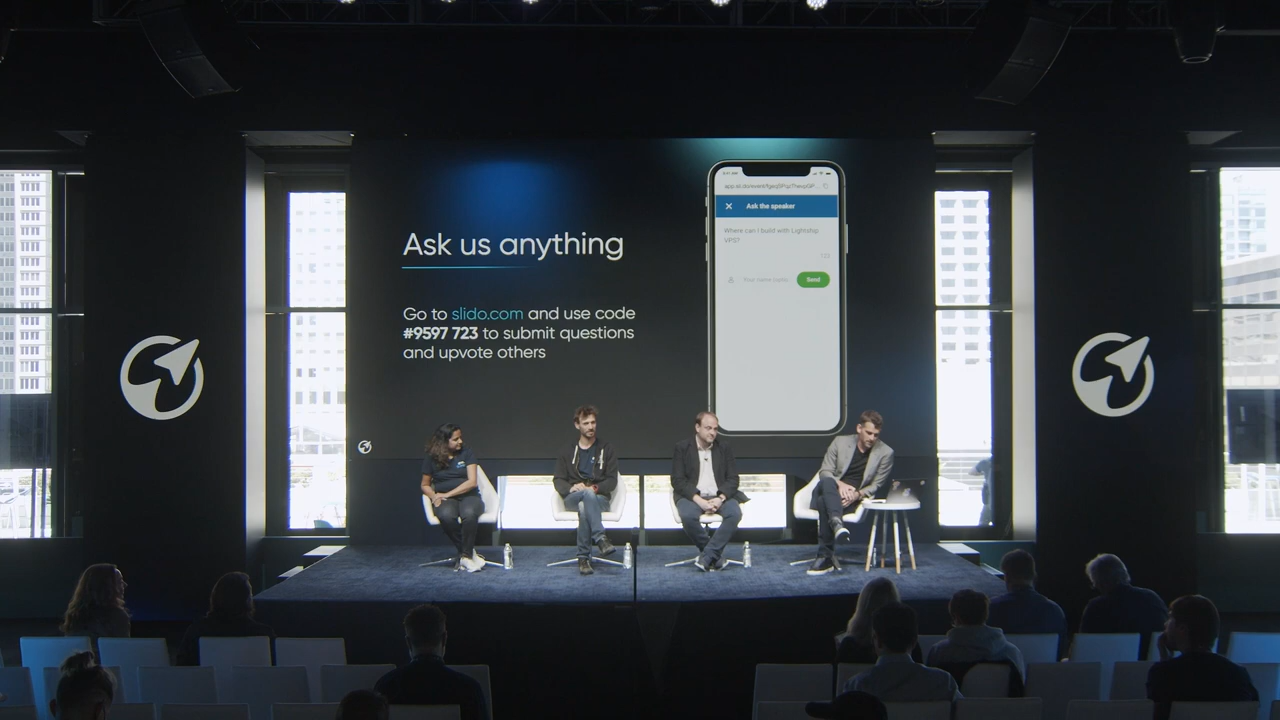 Ask us anything
Go to slido.com and use code
#9597 723 to submit questions
and upvote others
Ask the speaker
Where can I build with Lightship
VPS?
Send